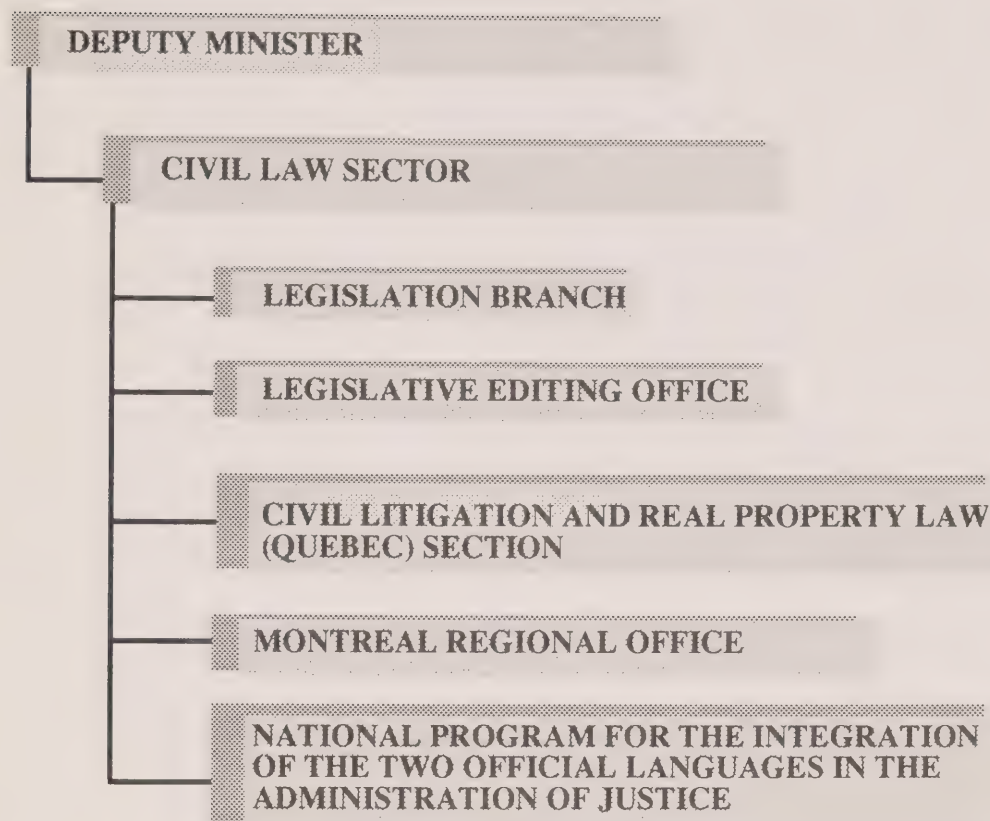 DEPUTY MINISTER
CIVIL LAW SECTOR
LEGISLATION BRANCH
LEGISLATIVE EDITING OFFICE
CIVIL LITIGATION AND REAL PROPERTY LAW
(QUEBEC) SECTION
MONTREAL REGIONAL OFFICE
NATIONAL PROGRAM FOR THE INTEGRATION
OF THE TWO OFFICIAL LANGUAGES IN THE
ADMINISTRATION OF JUSTICE